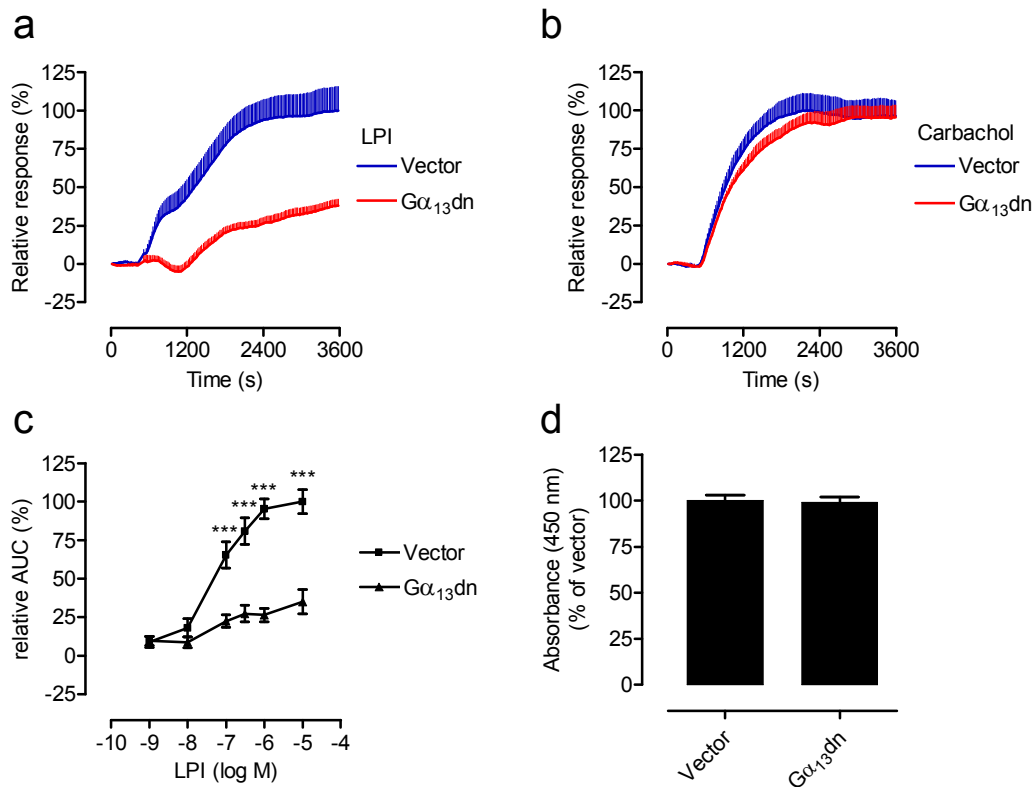 a
125
100
75
50
25
0
-25
Relative response (%)
0 1200 2400 3600
Time (s)
LPI
Vector
Gα₁₃dn
b
125
100
75
50
25
0
-25
Relative response (%)
0 1200 2400 3600
Time (s)
Carbachol
Vector
Gα₁₃dn
c
125
100
75
50
25
0
-25
relative AUC (%)
*** *** *** ***
-10 -9 -8 -7 -6 -5 -4
LPI (log M)
Vector
Gα₁₃dn
d
125
100
75
50
25
0
Absorbance (450 nm)
(% of vector)
Vector
Gα₁₃dn